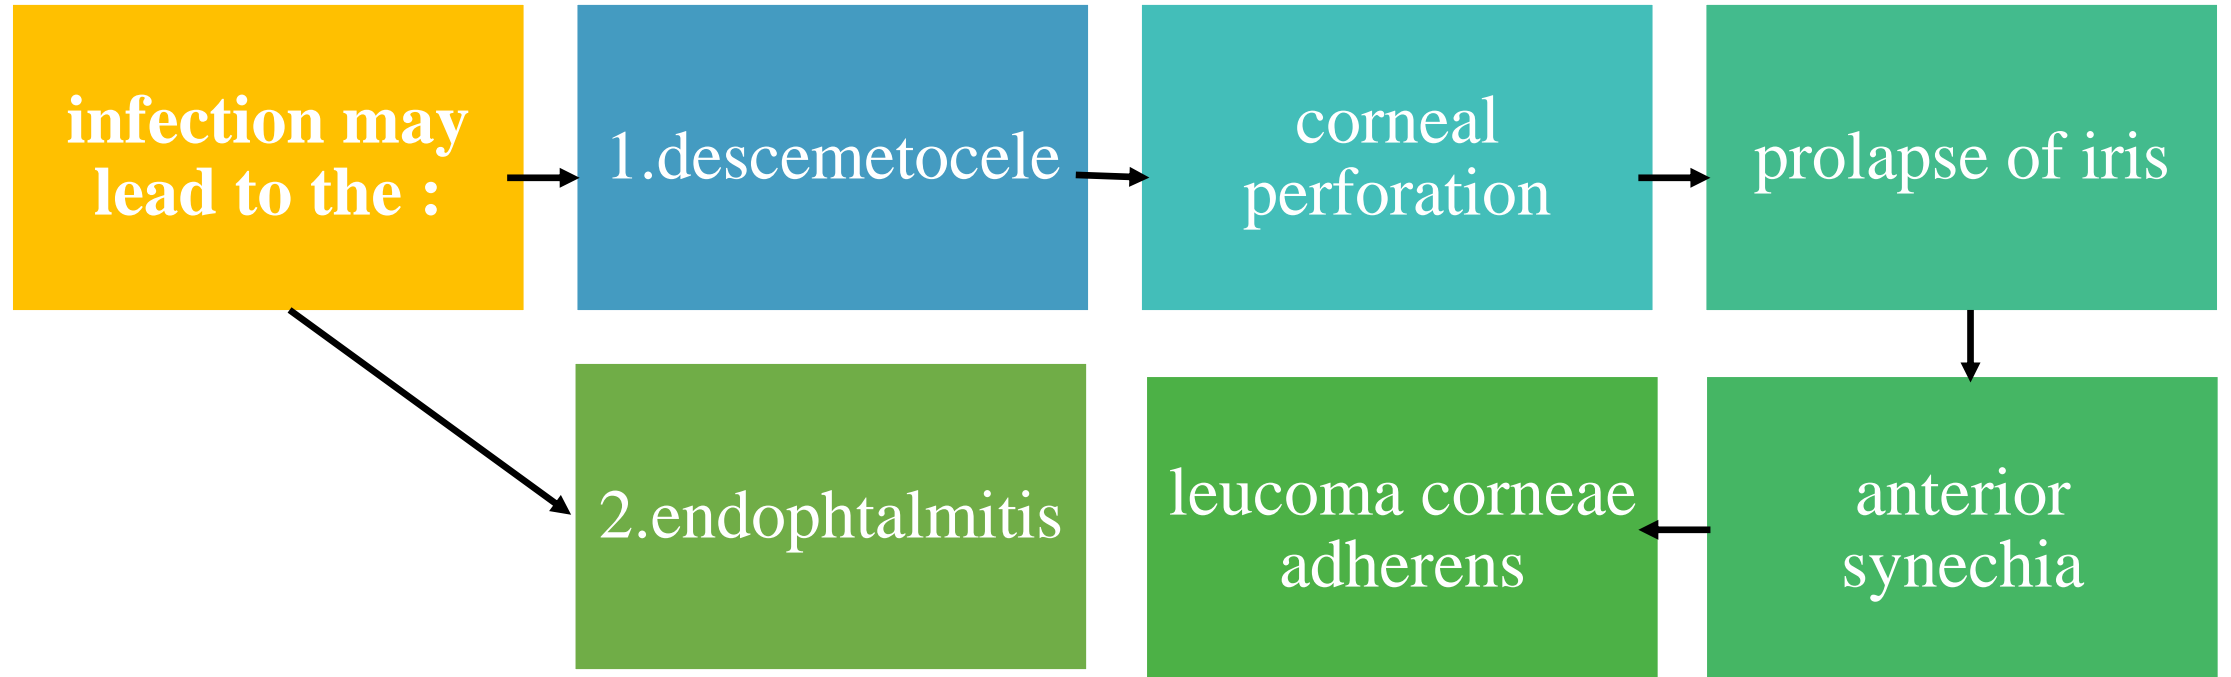 infection may
lead to the :
1.descemetocele
corneal
perforation
prolapse of iris
2.endophtalmitis
leucoma corneae
adherens
anterior
synechia